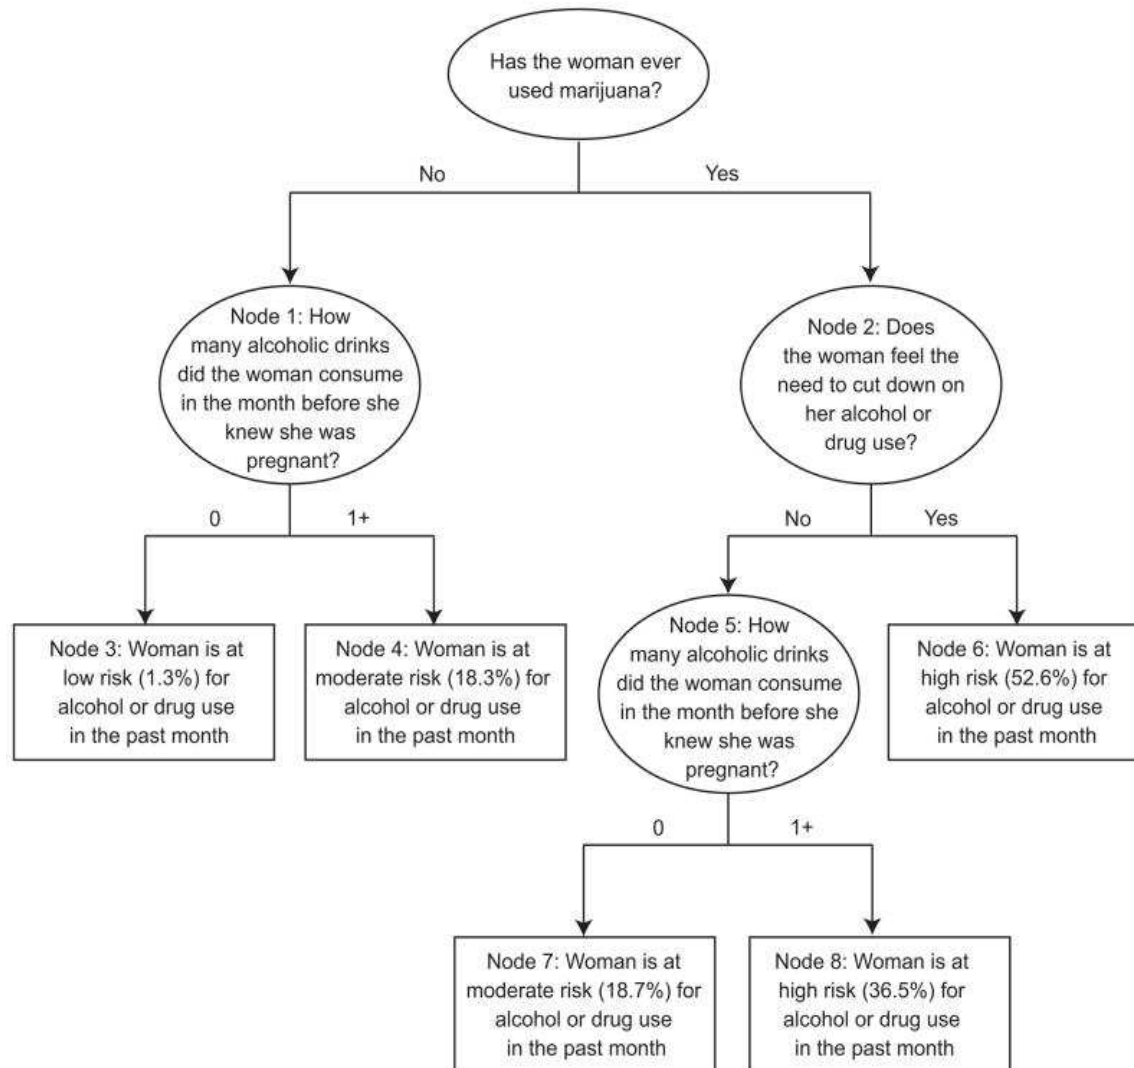 Has the woman ever
used marijuana?
No
Yes
Node 1: How
many alcoholic drinks
did the woman consume
in the month before she
knew she was
pregnant?
Node 2: Does
the woman feel the
need to cut down on
her alcohol or
drug use?
0
1+
No
Yes
Node 3: Woman is at
low risk (1.3%) for
alcohol or drug use
in the past month
Node 4: Woman is at
moderate risk (18.3%) for
alcohol or drug use
in the past month
Node 5: How
many alcoholic drinks
did the woman consume
in the month before she
knew she was
pregnant?
Node 6: Woman is at
high risk (52.6%) for
alcohol or drug use
in the past month
0
1+
Node 7: Woman is at
moderate risk (18.7%) for
alcohol or drug use
in the past month
Node 8: Woman is at
high risk (36.5%) for
alcohol or drug use
in the past month